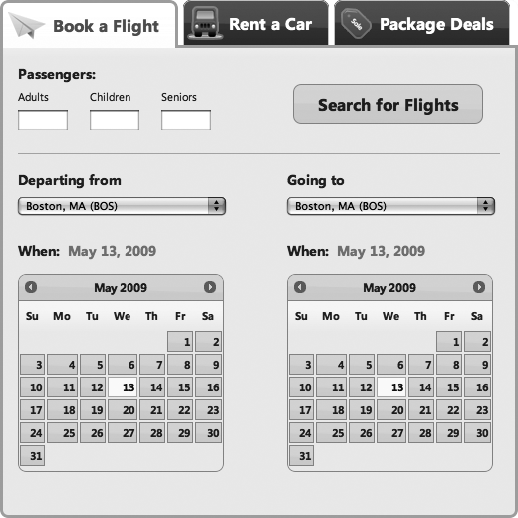 Book a Flight Rent a Car Sale Package Deals
Passengers:
Adults Children Seniors
Search for Flights
Departing from Going to
Boston, MA (BOS) Boston, MA (BOS)
When: May 13, 2009 When: May 13, 2009
May 2009 May 2009
Su Mo Tu We Th Fr Sa Su Mo Tu We Th Fr Sa
1 2 1 2
3 4 5 6 7 8 9 3 4 5 6 7 8 9
10 11 12 13 14 15 16 10 11 12 13 14 15 16
17 18 19 20 21 22 23 17 18 19 20 21 22 23
24 25 26 27 28 29 30 24 25 26 27 28 29 30
31 31